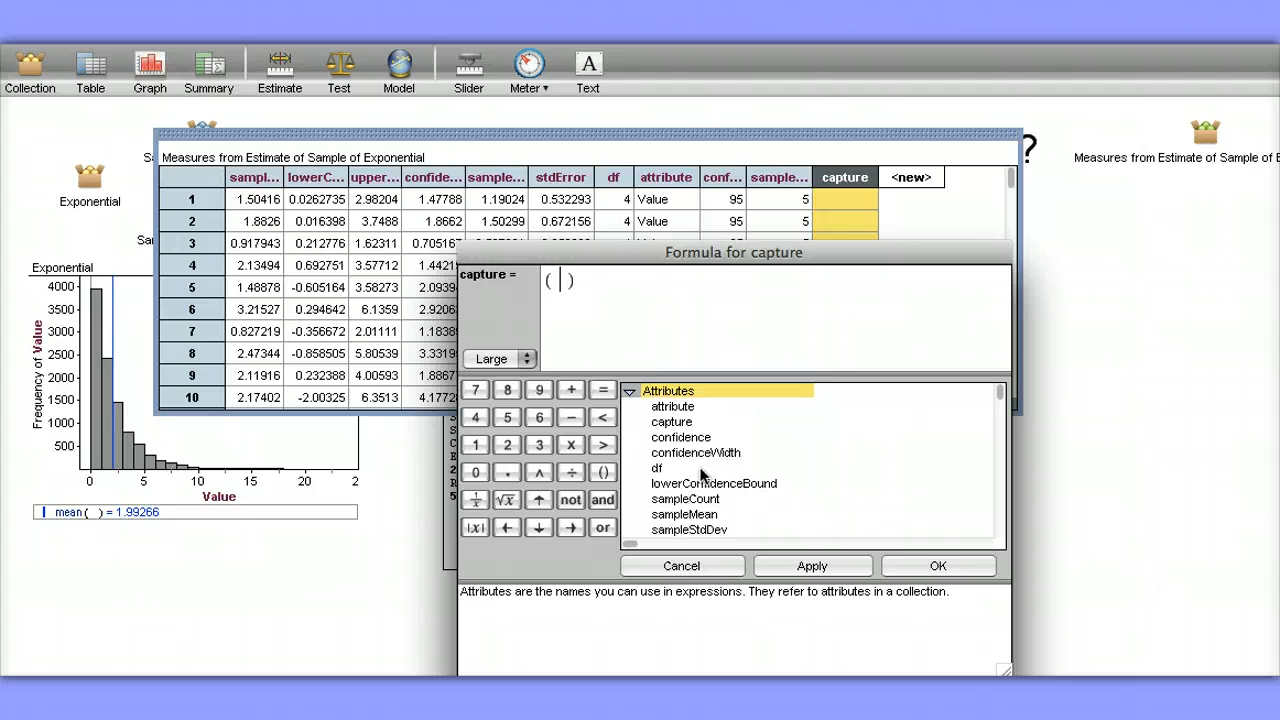 Collection Table Graph Summary Estimate Test Model Slider Meter Text
Exponential
?
Measures from Estimate of Sample of E
Measures from Estimate of Sample of Exponential
sampl... lowerC... upper... confide... sample... stdError df attribute conf... sample... capture <new>
1 1.50416 0.0262735 2.98204 1.47788 1.19024 0.532293 4 Value 95 5
2 1.8826 0.016398 3.7488 1.8662 1.50299 0.672156 4 Value 95 5
3 0.917943 0.212776 1.62311 0.705167
4 2.13494 0.692751 3.57712
5 1.48878 -0.605164 3.58273
6 3.21527 0.294642 6.1359
7 0.827219 -0.356672 2.01111
8 2.47344 -0.858505 5.80539
9 2.11916 0.232388 4.00593
10 2.17402 -2.00325 6.3513
Exponential
4000
3500
3000
2500
2000
1500
1000
500
Frequency of Value
0 5 10 15 20 2
Value
mean ( ) = 1.99266
Formula for capture
capture =
( )
Large
7 8 9 + =
4 5 6 − <
1 2 3 x >
0 . ^ ÷ ()
1/x √x ↑ not and
|x| ← ↓ → or
Attributes
attribute
capture
confidence
confidenceWidth
df
lowerConfidenceBound
sampleCount
sampleMean
sampleStdDev
Cancel Apply OK
Attributes are the names you can use in expressions. They refer to attributes in a collection.